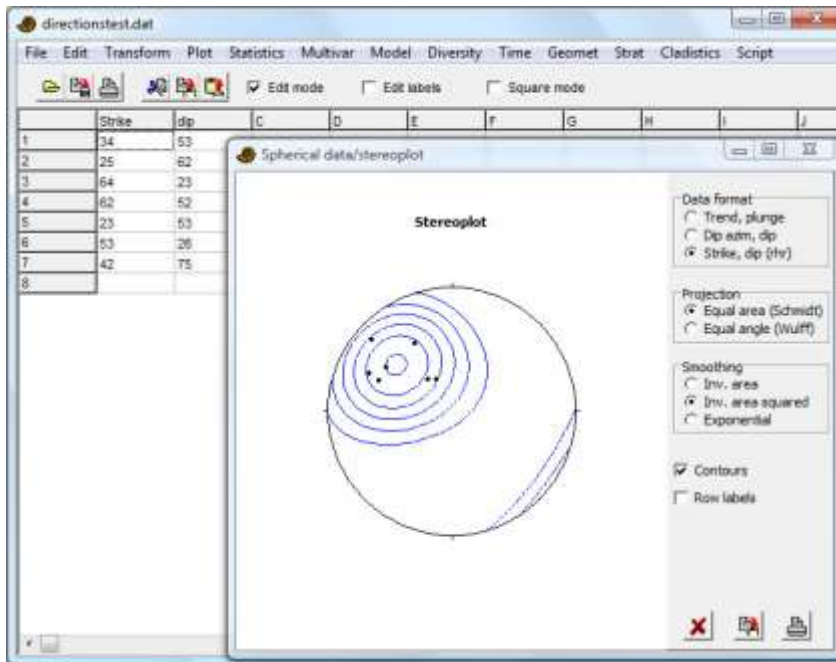 directionstest.dat
File Edit Transform Plot Statistics Multivar Model Diversity Time Geomet Strat Cladistics Script
Edit mode Edit labels Square mode
Strike dip C D E F G H I J
1 34 53
2 25 62
3 64 23
4 62 52
5 23 53
6 53 26
7 42 75
8
Spherical data/stereoplot
Stereoplot
Data format
Trend, plunge
Dip azim, dip
Strike, dip (rhr)
Projection
Equal area (Schmidt)
Equal angle (Wulff)
Smoothing
Inv. area
Inv. area squared
Exponential
Contours
Row labels